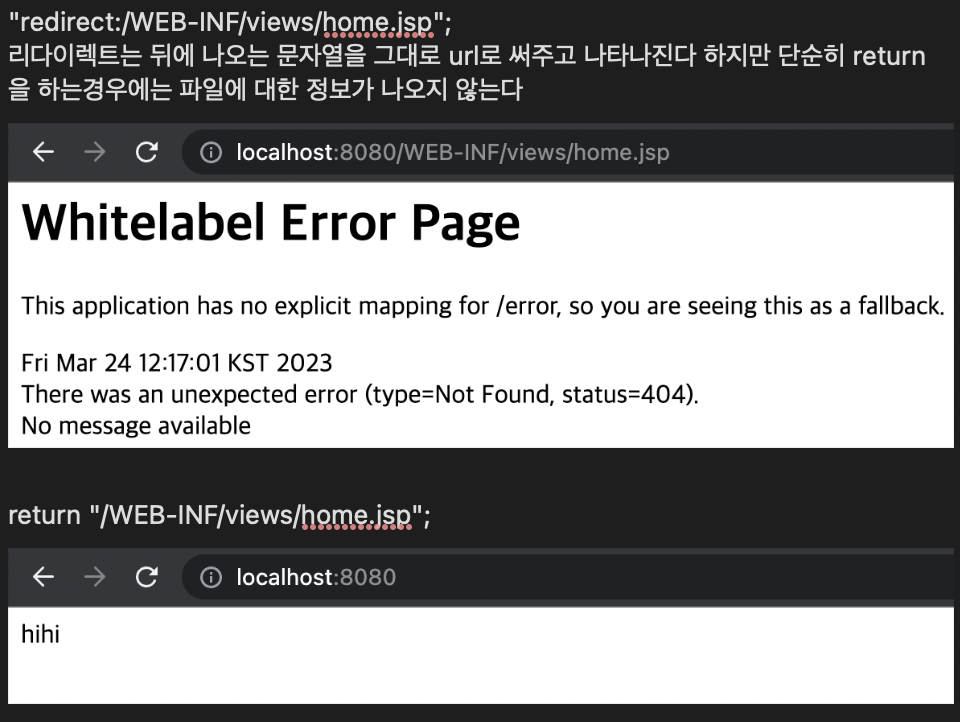 "redirect:/WEB-INF/views/home.jsp";
리다이렉트는 뒤에 나오는 문자열을 그대로 url로 써주고 나타나진다 하지만 단순히 return
을 하는경우에는 파일에 대한 정보가 나오지 않는다
localhost:8080/WEB-INF/views/home.jsp
Whitelabel Error Page
This application has no explicit mapping for /error, so you are seeing this as a fallback.
Fri Mar 24 12:17:01 KST 2023
There was an unexpected error (type=Not Found, status=404).
No message available
return "/WEB-INF/views/home.jsp";
localhost:8080
hihi